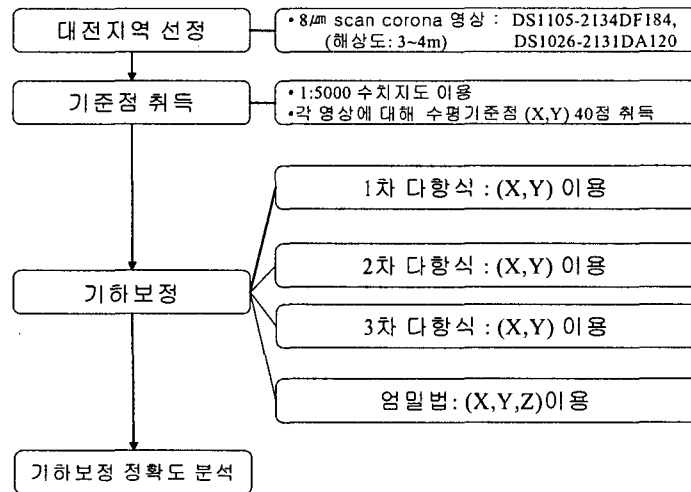 대전지역 선정
• 8㎛ scan corona 영상 : DS1105-2134DF184,
(해상도: 3~4m) DS1026-2131DA120
기준점 취득
• 1:5000 수치지도 이용
•각 영상에 대해 수평기준점 (X,Y) 40점 취득
1차 다항식 : (X,Y) 이용
2차 다항식 : (X,Y) 이용
기하보정
3차 다항식 : (X,Y) 이용
엄밀법: (X,Y,Z)이용
기하보정 정확도 분석